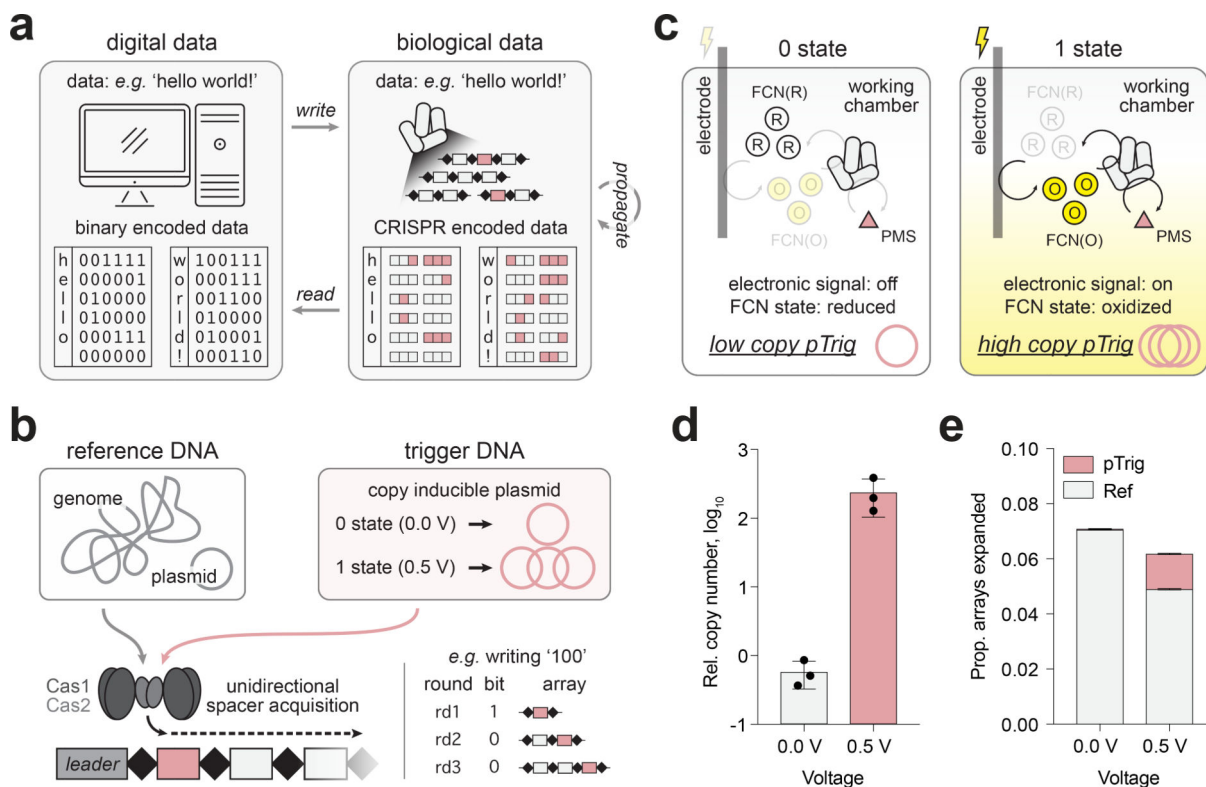 a
digital data
data: e.g. 'hello world!'
binary encoded data
h 001111
e 000001
l 010000
l 010000
o 000111
000000
w 100111
o 000111
r 001100
l 010000
d 010001
! 000110
write
read
biological data
data: e.g. 'hello world!'
CRISPR encoded data
h
e
l
l
o
w
o
r
l
d
!
propagate
b
reference DNA
genome
plasmid
trigger DNA
copy inducible plasmid
0 state (0.0 V)
1 state (0.5 V)
Cas1
Cas2
unidirectional
spacer acquisition
leader
e.g. writing '100'
round bit array
rd1 1
rd2 0
rd3 0
c
0 state
electrode
FCN(R)
R
R R
working
chamber
O O
O
FCN(O)
PMS
electronic signal: off
FCN state: reduced
low copy pTrig
1 state
electrode
FCN(R)
R
R R
working
chamber
O O
O
FCN(O)
PMS
electronic signal: on
FCN state: oxidized
high copy pTrig
d
Rel. copy number, log10
3
2
1
-0
-1
0.0 V 0.5 V
Voltage
e
Prop. arrays expanded
0.10
0.08
0.06
0.04
0.02
0.00
pTrig
Ref
0.0 V 0.5 V
Voltage